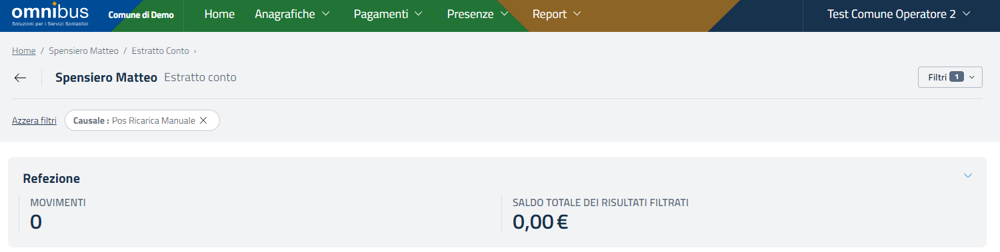 omnibus
Soluzioni per i Servizi Scolastici
Comune di Demo
Home
Anagrafiche
Pagamenti
Presenze
Report
Test Comune Operatore 2
Home / Spensiero Matteo / Estratto Conto ›
Spensiero Matteo Estratto conto
Filtri 1
Azzera filtri
Causale : Pos Ricarica Manuale
Refezione
MOVIMENTI
0
SALDO TOTALE DEI RISULTATI FILTRATI
0,00 €